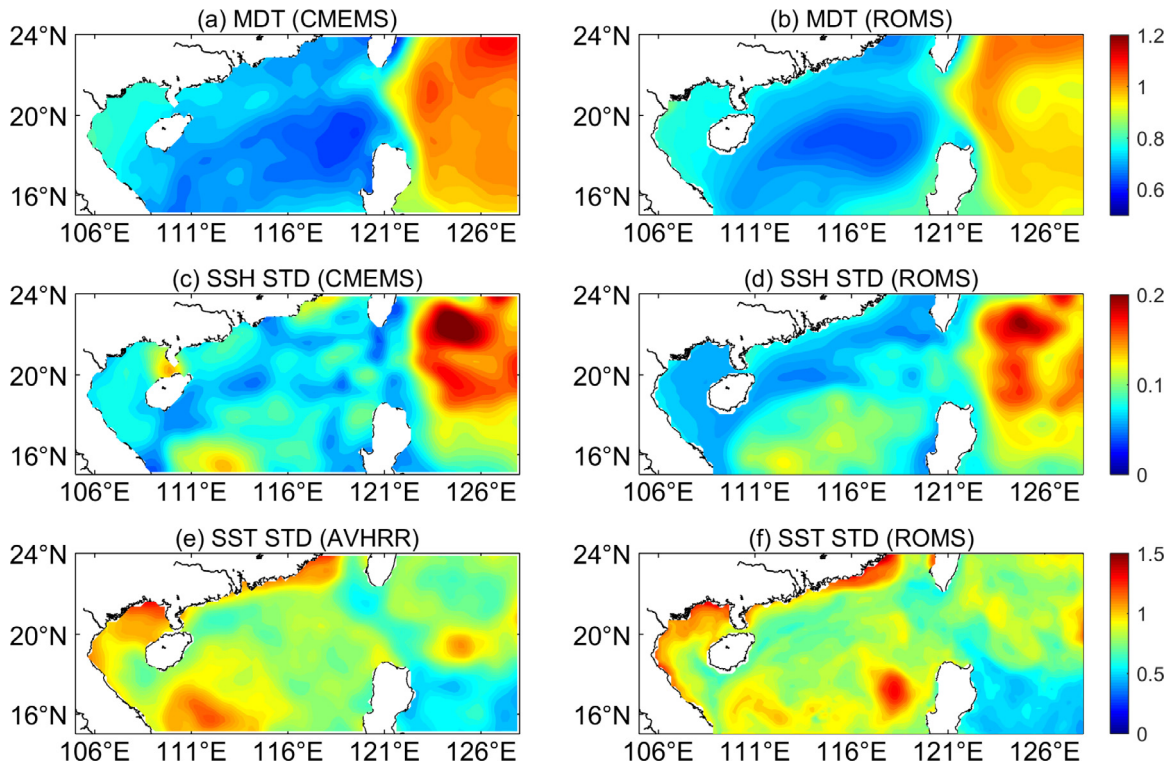 (a) MDT (CMEMS)
(b) MDT (ROMS)
24°N
20°N
16°N
106°E 111°E 116°E 121°E 126°E
24°N
20°N
16°N
106°E 111°E 116°E 121°E 126°E
1.2
1
0.8
0.6
(c) SSH STD (CMEMS)
(d) SSH STD (ROMS)
24°N
20°N
16°N
106°E 111°E 116°E 121°E 126°E
24°N
20°N
16°N
106°E 111°E 116°E 121°E 126°E
0.2
0.1
0
(e) SST STD (AVHRR)
(f) SST STD (ROMS)
24°N
20°N
16°N
106°E 111°E 116°E 121°E 126°E
24°N
20°N
16°N
106°E 111°E 116°E 121°E 126°E
1.5
1
0.5
0